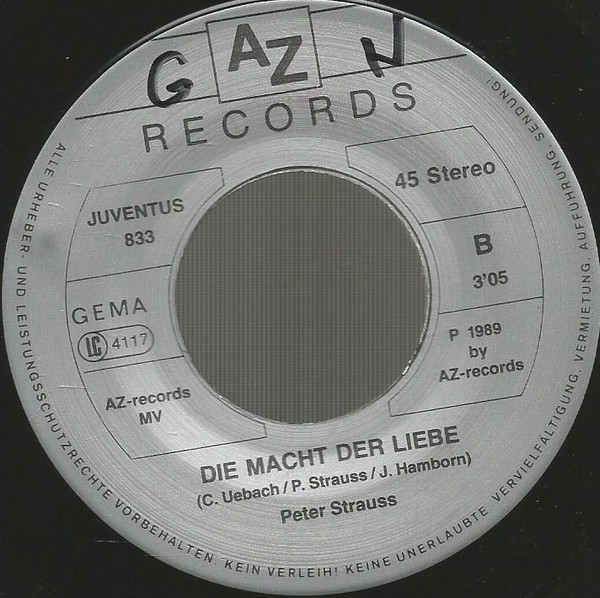 G AZ H
RECORDS
JUVENTUS
833
45 Stereo
B
3'05
GEMA
LC 4117
P 1989
by
AZ-records
AZ-records
MV
DIE MACHT DER LIEBE
(C. Uebach / P. Strauss / J. Hamborn)
Peter Strauss
ALLE URHEBER- UND LEISTUNGSSCHUTZRECHTE VORBEHALTEN. KEIN VERLEIH! KEINE UNERLAUBTE VERVIELFÄLTIGUNG, VERMIETUNG, AUFFÜHRUNG, SENDUNG!